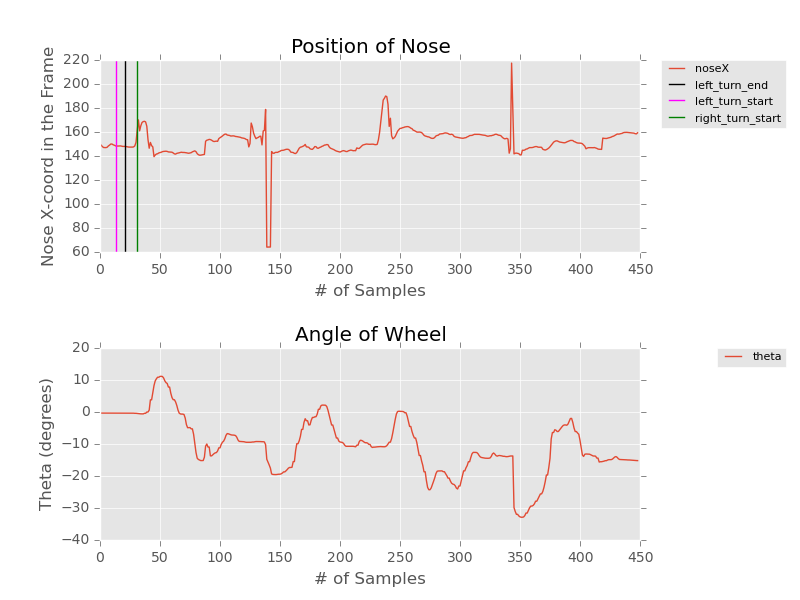 Position of Nose
220
200
180
160
140
120
100
80
60
Nose X-coord in the Frame
0 50 100 150 200 250 300 350 400 450
# of Samples
noseX
left_turn_end
left_turn_start
right_turn_start
Angle of Wheel
20
10
0
−10
−20
−30
−40
Theta (degrees)
0 50 100 150 200 250 300 350 400 450
# of Samples
theta